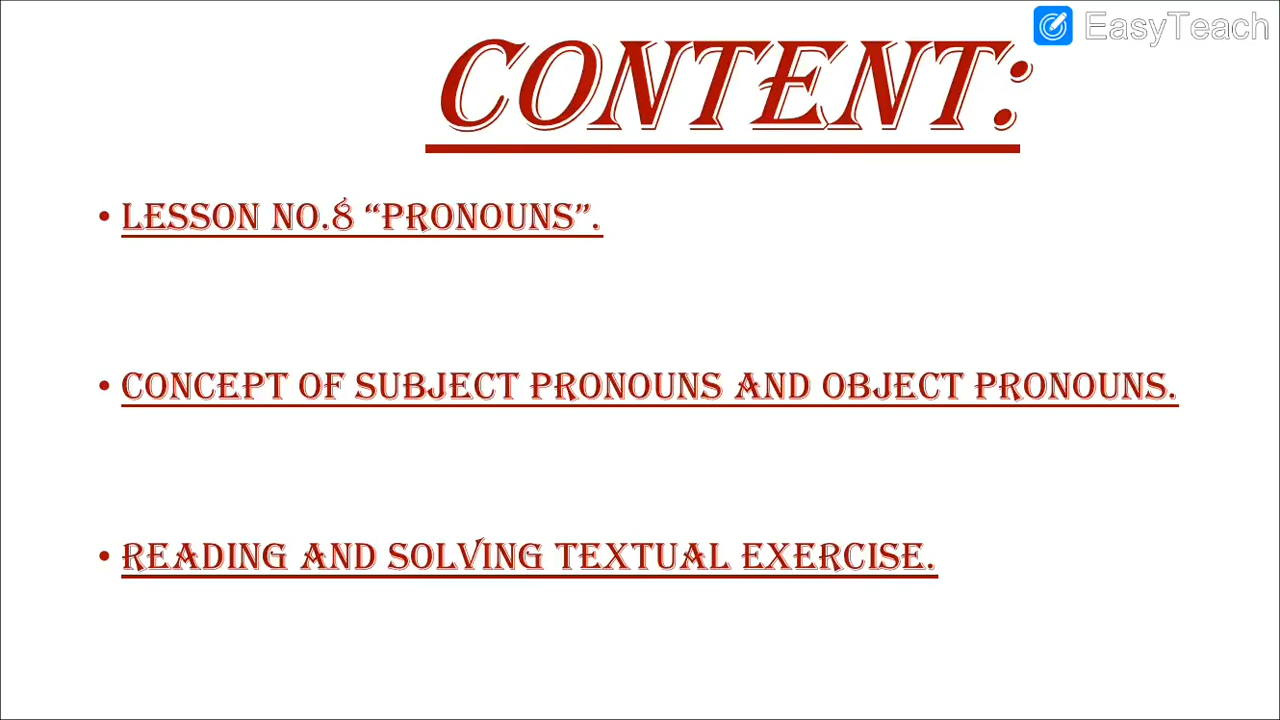 EasyTeach
CONTENT:
• LESSON NO.8 “PRONOUNS”.
• CONCEPT OF SUBJECT PRONOUNS AND OBJECT PRONOUNS.
• READING AND SOLVING TEXTUAL EXERCISE.